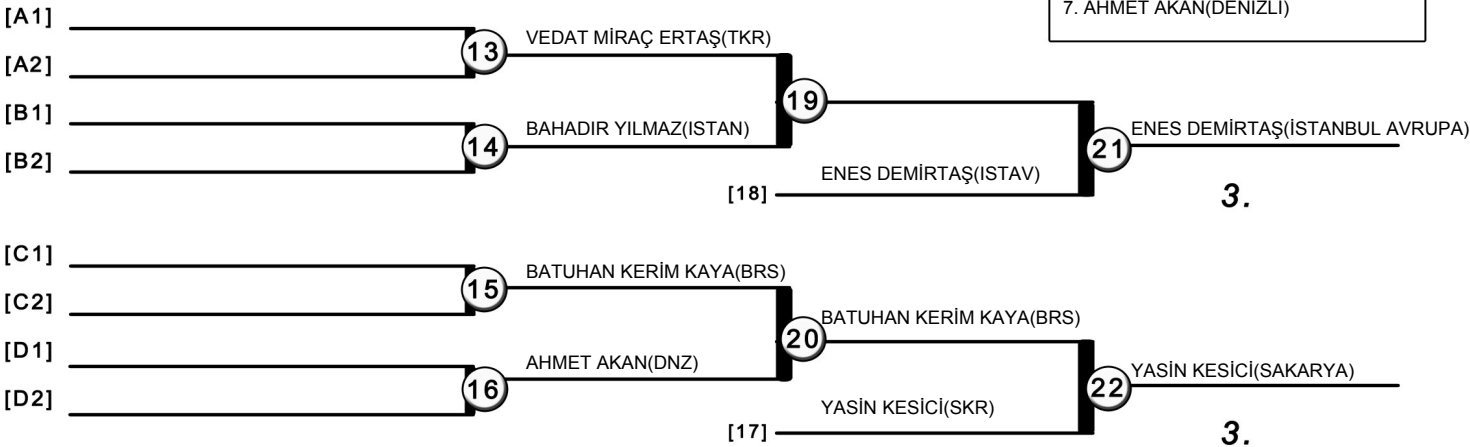 7. AHMET AKAN(DENİZLİ)
[A1]
VEDAT MİRAÇ ERTAŞ(TKR)
13
[A2]
19
[B1]
BAHADIR YILMAZ(ISTAN)
ENES DEMİRTAŞ(İSTANBUL AVRUPA)
14
21
[B2]
ENES DEMİRTAŞ(ISTAV)
[18]
3.
[C1]
BATUHAN KERİM KAYA(BRS)
15
[C2]
BATUHAN KERİM KAYA(BRS)
20
[D1]
AHMET AKAN(DNZ)
YASİN KESİCİ(SAKARYA)
16
22
[D2]
YASİN KESİCİ(SKR)
[17]
3.